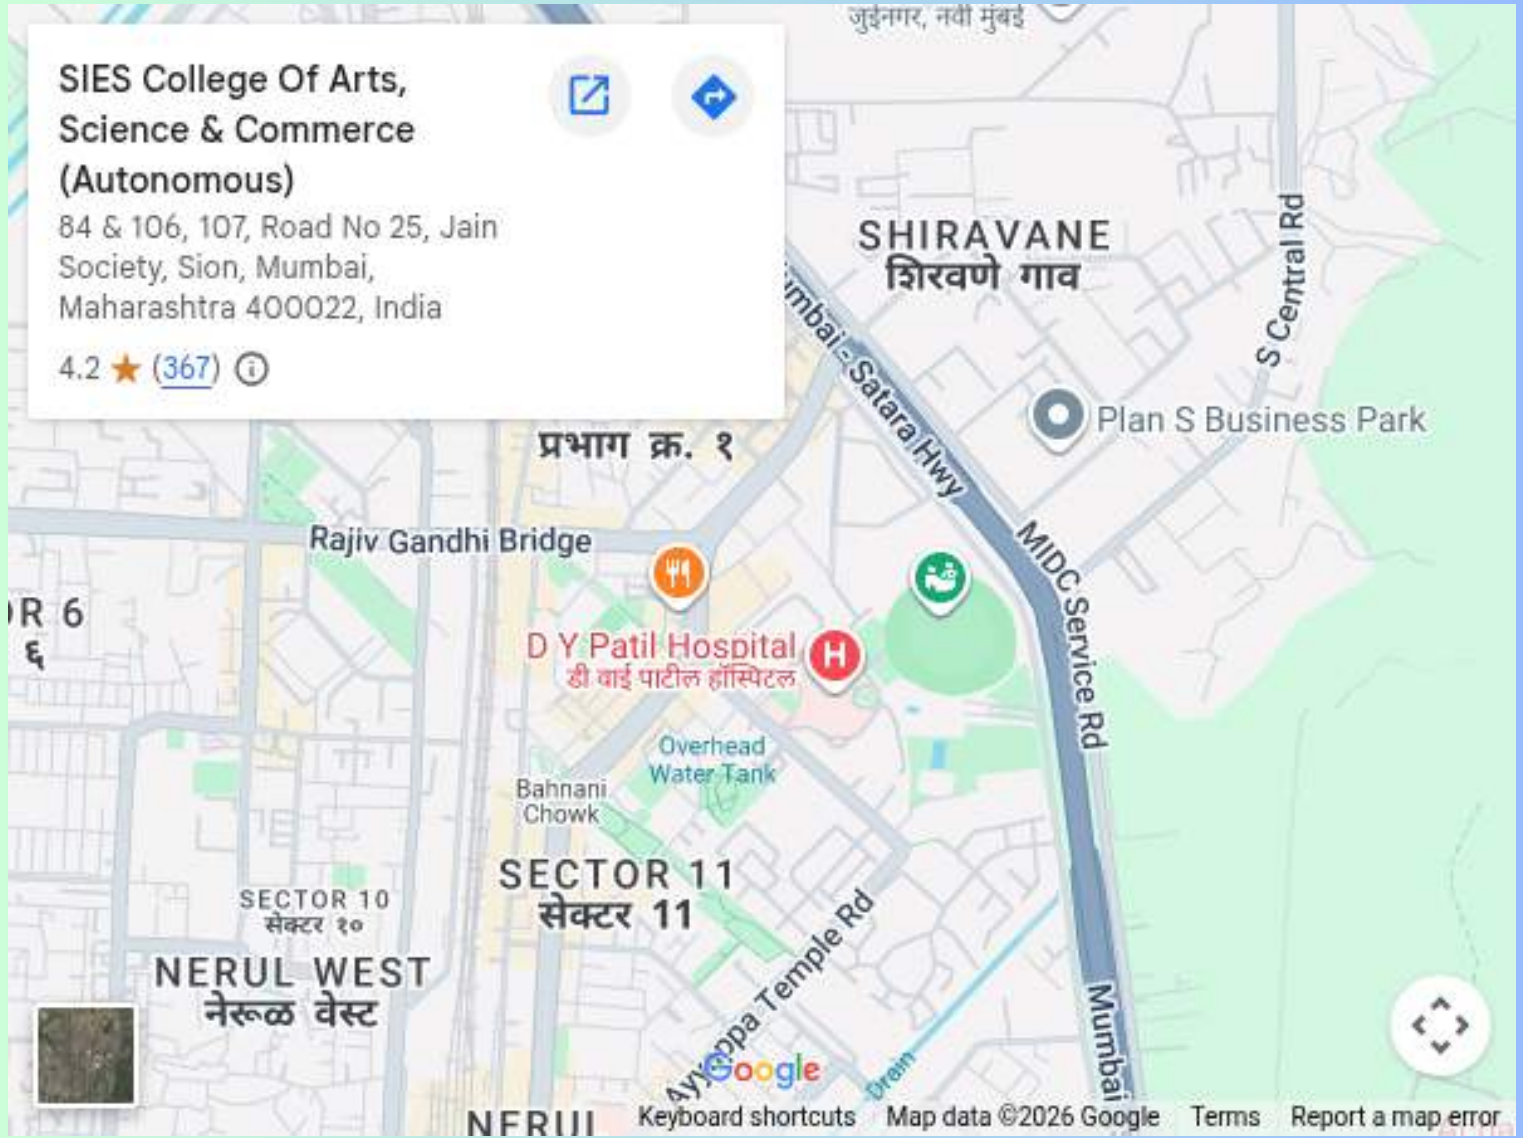 जुईनगर, नवी मुंबई
SIES College Of Arts,
Science & Commerce
(Autonomous)
84 & 106, 107, Road No 25, Jain
Society, Sion, Mumbai,
Maharashtra 400022, India
4.2 ★ (367)
SHIRAVANE
शिरवणे गाव
S Central Rd
Satara Hwy
Plan S Business Park
प्रभाग क्र. १
Rajiv Gandhi Bridge
MIDC Service Rd
R 6
६
D Y Patil Hospital
डी वाई पाटील हॉस्पिटल
H
Overhead
Water Tank
Bahnani
Chowk
SECTOR 11
सेक्टर 11
SECTOR 10
सेक्टर १०
NERUL WEST
नेरूळ वेस्ट
Ayyappa Temple Rd
Drain
Mumbai
Google
Keyboard shortcuts
Map data ©2026 Google
Terms
Report a map error